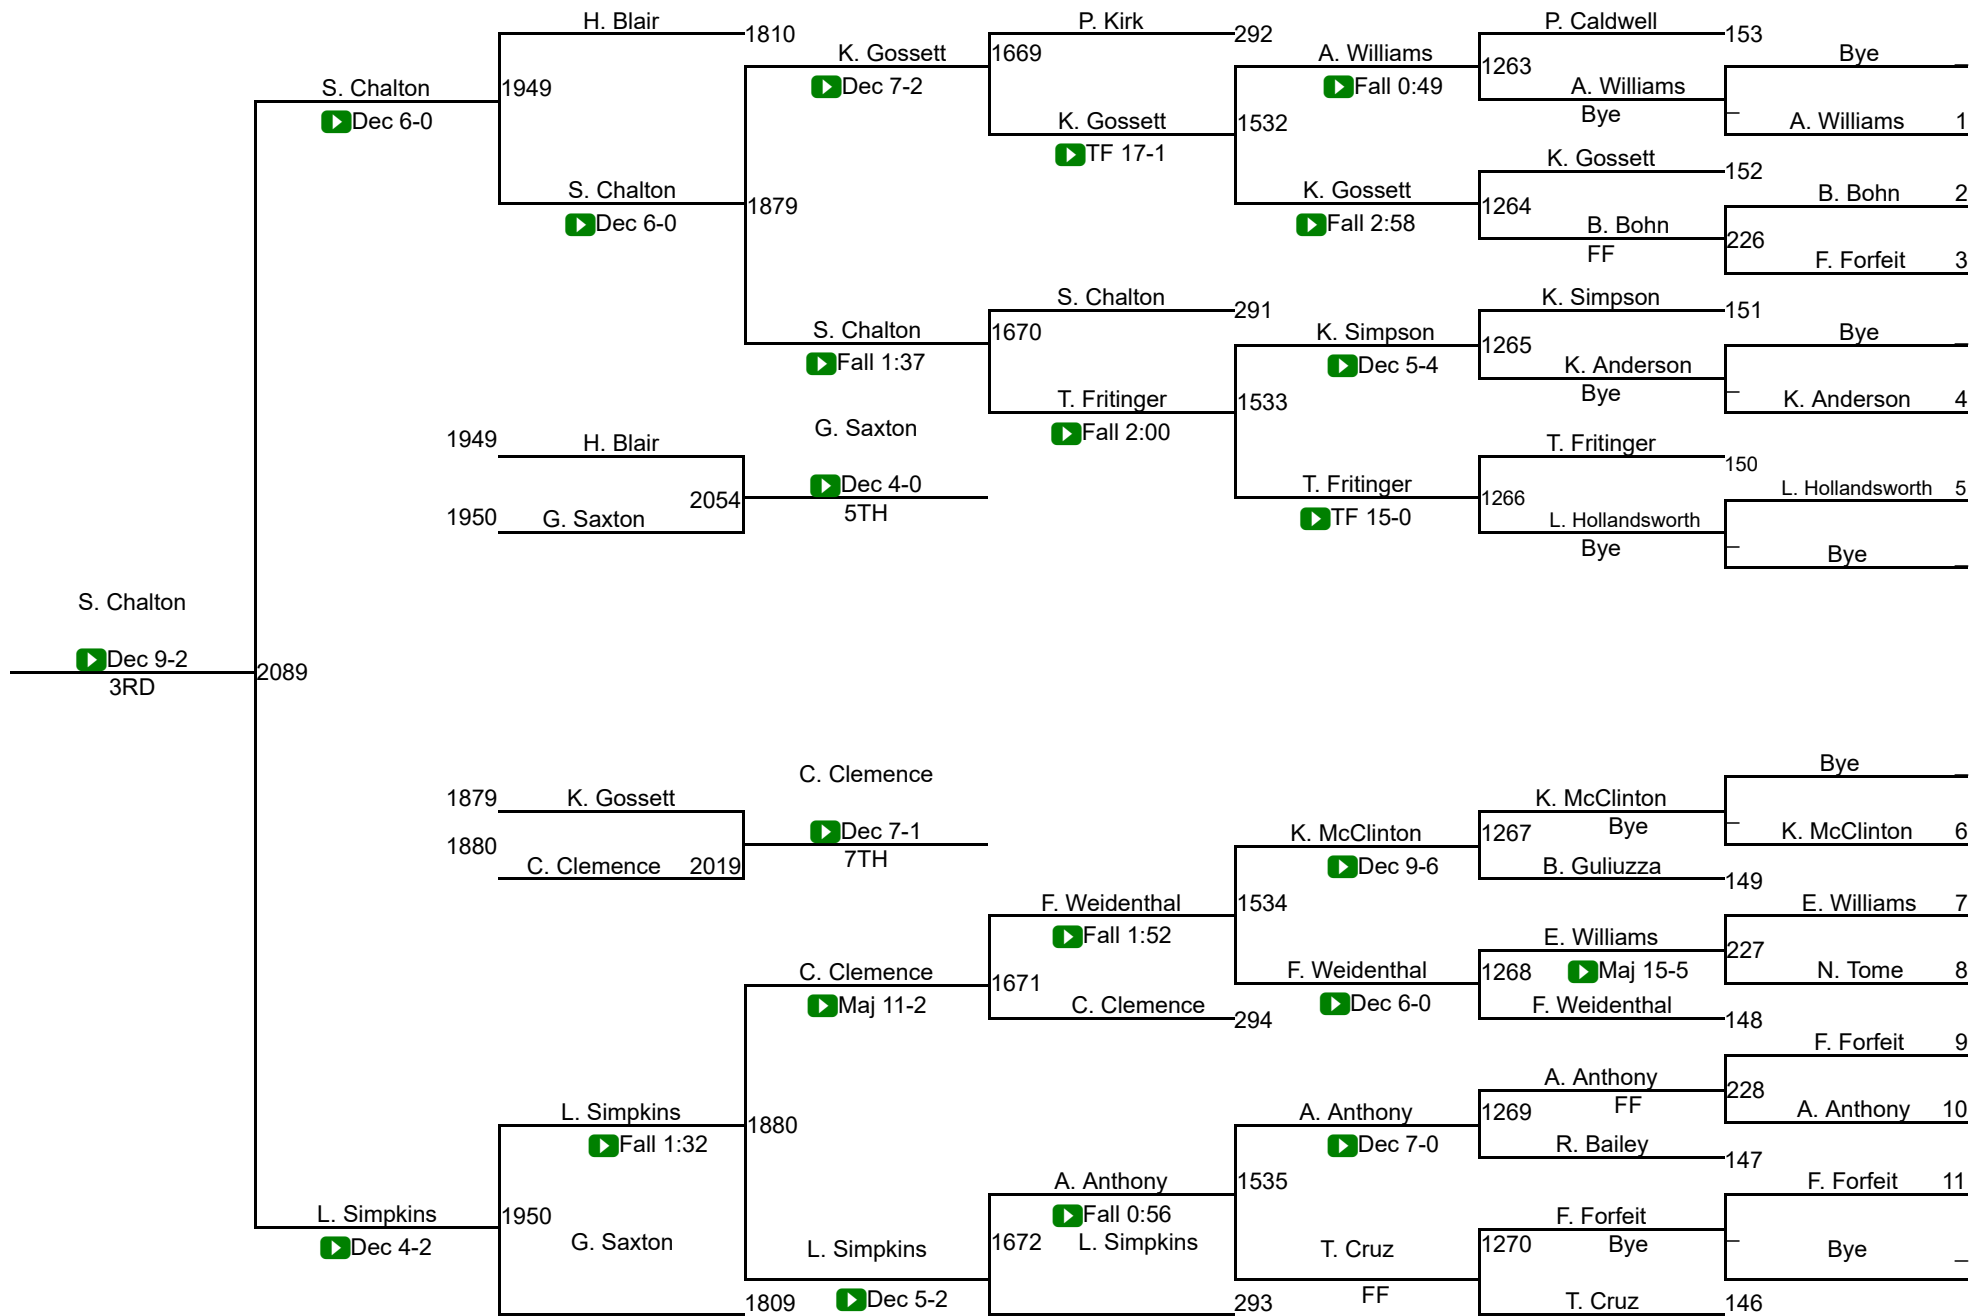 H. Blair
P. Kirk
P. Caldwell
1810
292
153
K. Gossett
1669
A. Williams
1263
Bye _
S. Chalton
1949
Dec 7-2
Fall 0:49
A. Williams
Dec 6-0
K. Gossett
1532
Bye
_
A. Williams 1
TF 17-1
K. Gossett
152
S. Chalton
1879
K. Gossett
1264
B. Bohn 2
Dec 6-0
Fall 2:58
B. Bohn
226
FF
F. Forfeit 3
S. Chalton
291
K. Simpson
151
S. Chalton
1670
K. Simpson
1265
Bye _
Fall 1:37
Dec 5-4
K. Anderson
Bye
_
T. Fritinger
1533
K. Anderson 4
G. Saxton
Fall 2:00
1949
H. Blair
T. Fritinger
150
Dec 4-0
T. Fritinger
1266
L. Hollandsworth 5
2054
5TH
TF 15-0
L. Hollandsworth
1950
G. Saxton
Bye
_
Bye _
S. Chalton
Dec 9-2
2089
3RD
C. Clemence
Bye _
1879
K. Gossett
K. McClinton
Dec 7-1
K. McClinton
1267
Bye
_
K. McClinton 6
1880
C. Clemence
2019
7TH
Dec 9-6
B. Guliuzza
149
F. Weidenthal
1534
E. Williams 7
Fall 1:52
E. Williams
227
C. Clemence
1671
F. Weidenthal
1268
Maj 15-5
N. Tome 8
Maj 11-2
C. Clemence
294
Dec 6-0
F. Weidenthal
148
F. Forfeit 9
A. Anthony
228
L. Simpkins
1880
A. Anthony
1269
FF
A. Anthony 10
Fall 1:32
Dec 7-0
R. Bailey
147
A. Anthony
1535
F. Forfeit 11
L. Simpkins
1950
Fall 0:56
F. Forfeit
Dec 4-2
G. Saxton
L. Simpkins
1672
L. Simpkins
T. Cruz
1270
Bye
_
Bye _
1809
Dec 5-2
293
FF
T. Cruz
146